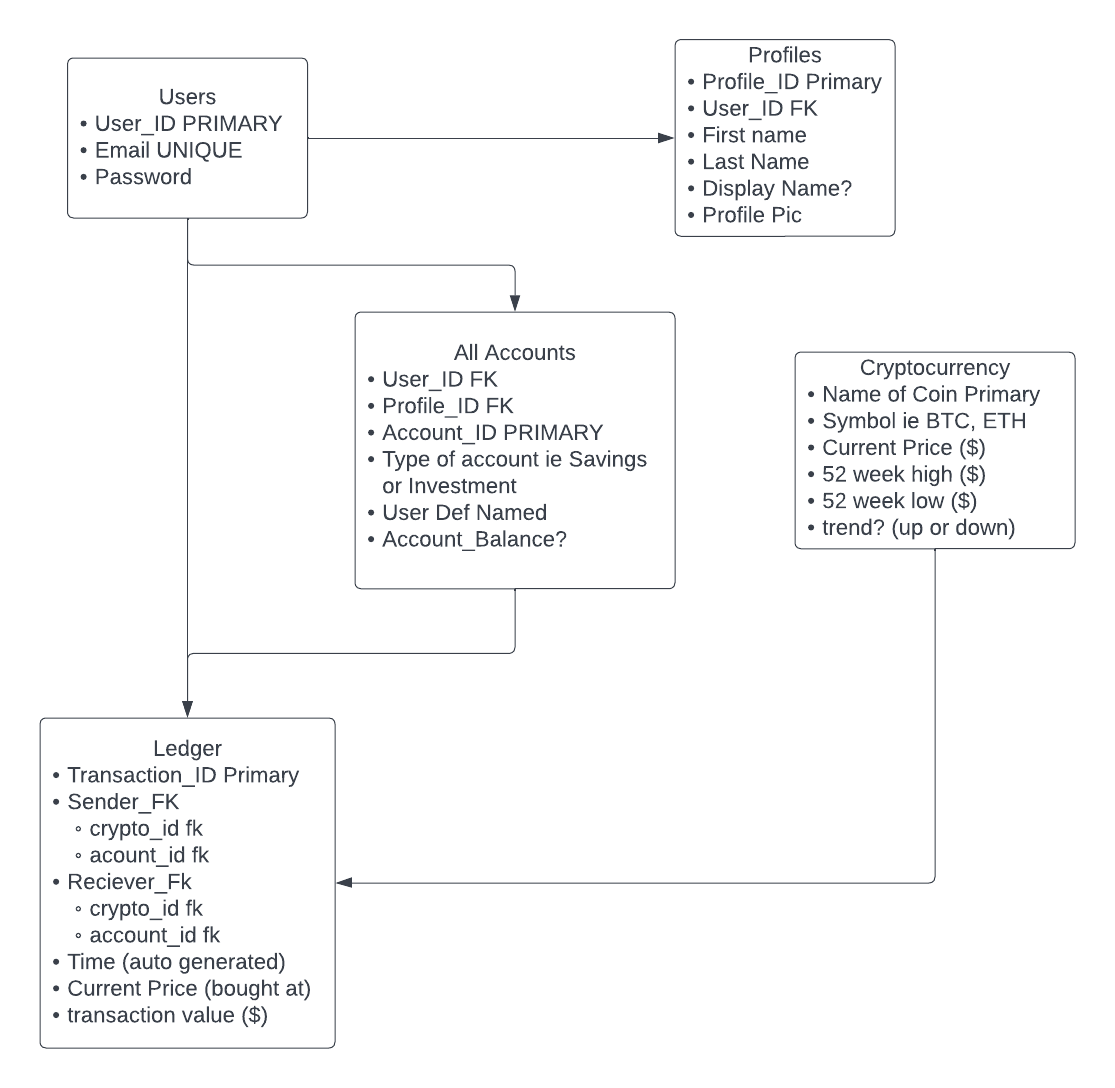 Users
• User_ID PRIMARY
• Email UNIQUE
• Password
Profiles
• Profile_ID Primary
• User_ID FK
• First name
• Last Name
• Display Name?
• Profile Pic
All Accounts
• User_ID FK
• Profile_ID FK
• Account_ID PRIMARY
• Type of account ie Savings
or Investment
• User Def Named
• Account_Balance?
Cryptocurrency
• Name of Coin Primary
• Symbol ie BTC, ETH
• Current Price ($)
• 52 week high ($)
• 52 week low ($)
• trend? (up or down)
Ledger
• Transaction_ID Primary
• Sender_FK
◦ crypto_id fk
◦ acount_id fk
• Reciever_Fk
◦ crypto_id fk
◦ account_id fk
• Time (auto generated)
• Current Price (bought at)
• transaction value ($)